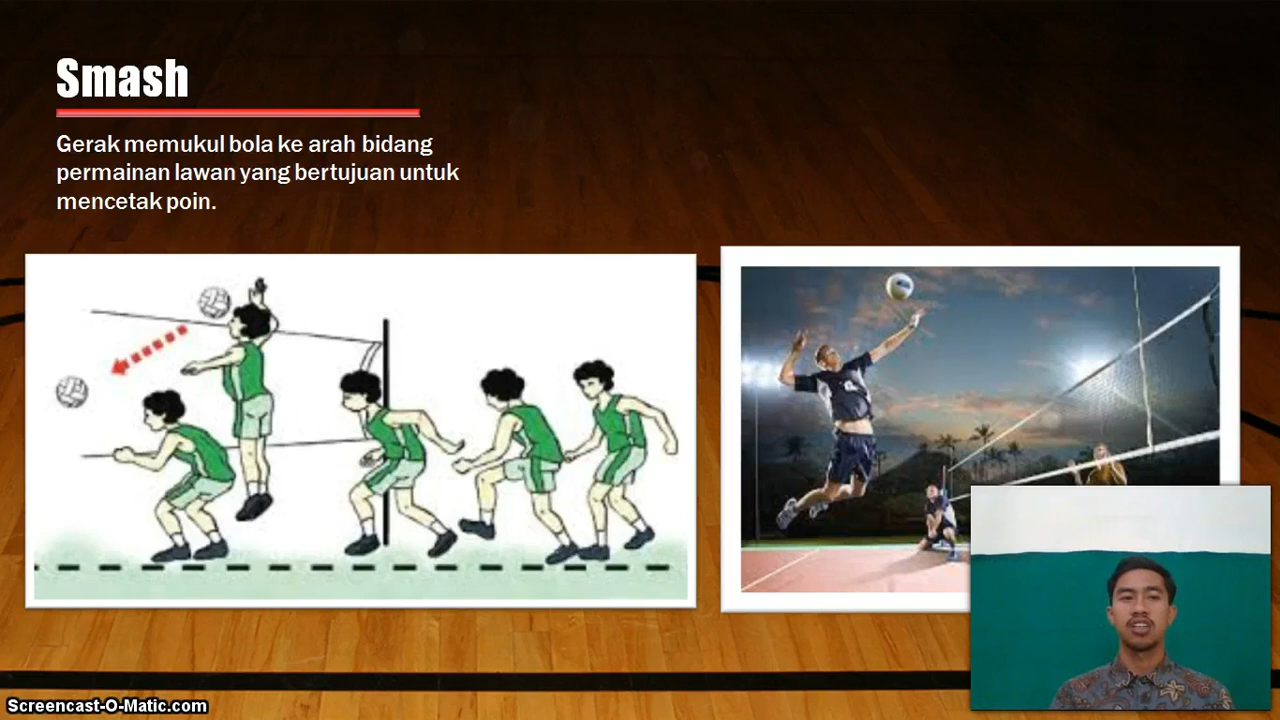 Smash
Gerak memukul bola ke arah bidang
permainan lawan yang bertujuan untuk
mencetak poin.
Screencast-O-Matic.com